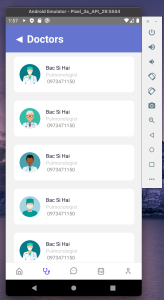 Android Emulator - Pixel_3a_API_28:5554
1:57
◀ Doctors
Bac Si Hai
Pulmonologist
0973471150
Bac Si Hai
Pulmonologist
0973471150
Bac Si Hai
Pulmonologist
0973471150
Bac Si Hai
Pulmonologist
0973471150
Bac Si Hai
Pulmonologist
0973471150